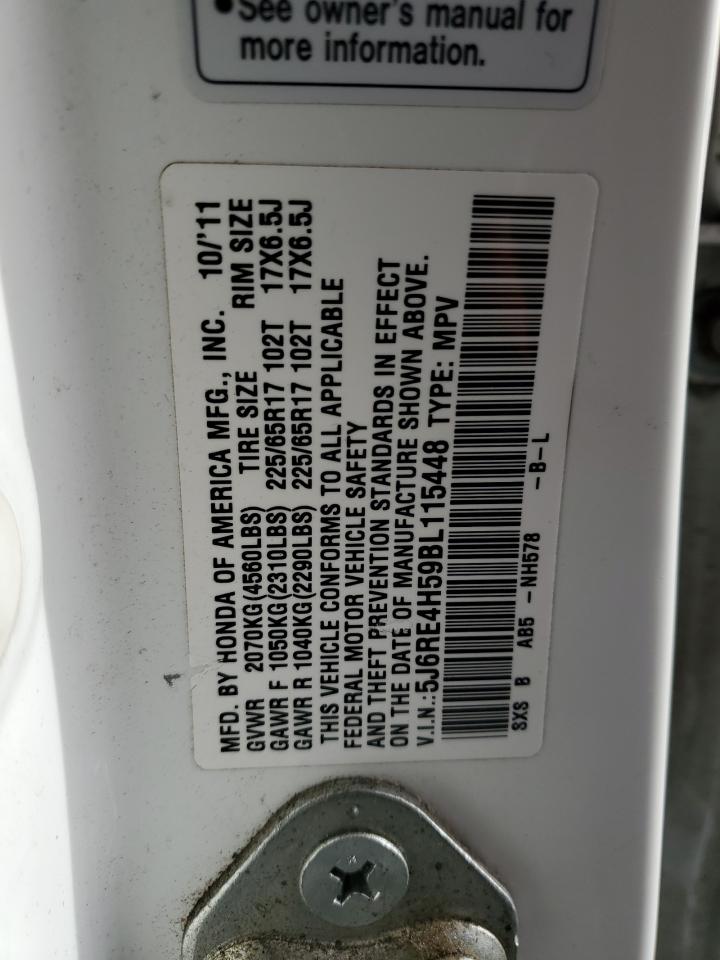 •See owner's manual for
more information.
MFD. BY HONDA OF AMERICA MFG., INC. 10/'11
GVWR 2070KG(4560LBS) TIRE SIZE RIM SIZE
GAWR F 1050KG(2310LBS) 225/65R17 102T 17X6.5J
GAWR R 1040KG(2290LBS) 225/65R17 102T 17X6.5J
THIS VEHICLE CONFORMS TO ALL APPLICABLE
FEDERAL MOTOR VEHICLE SAFETY
AND THEFT PREVENTION STANDARDS IN EFFECT
ON THE DATE OF MANUFACTURE SHOWN ABOVE.
V.I.N.:5J6RE4H59BL115448 TYPE: MPV
SXS B AB5 -NH578 -B-L